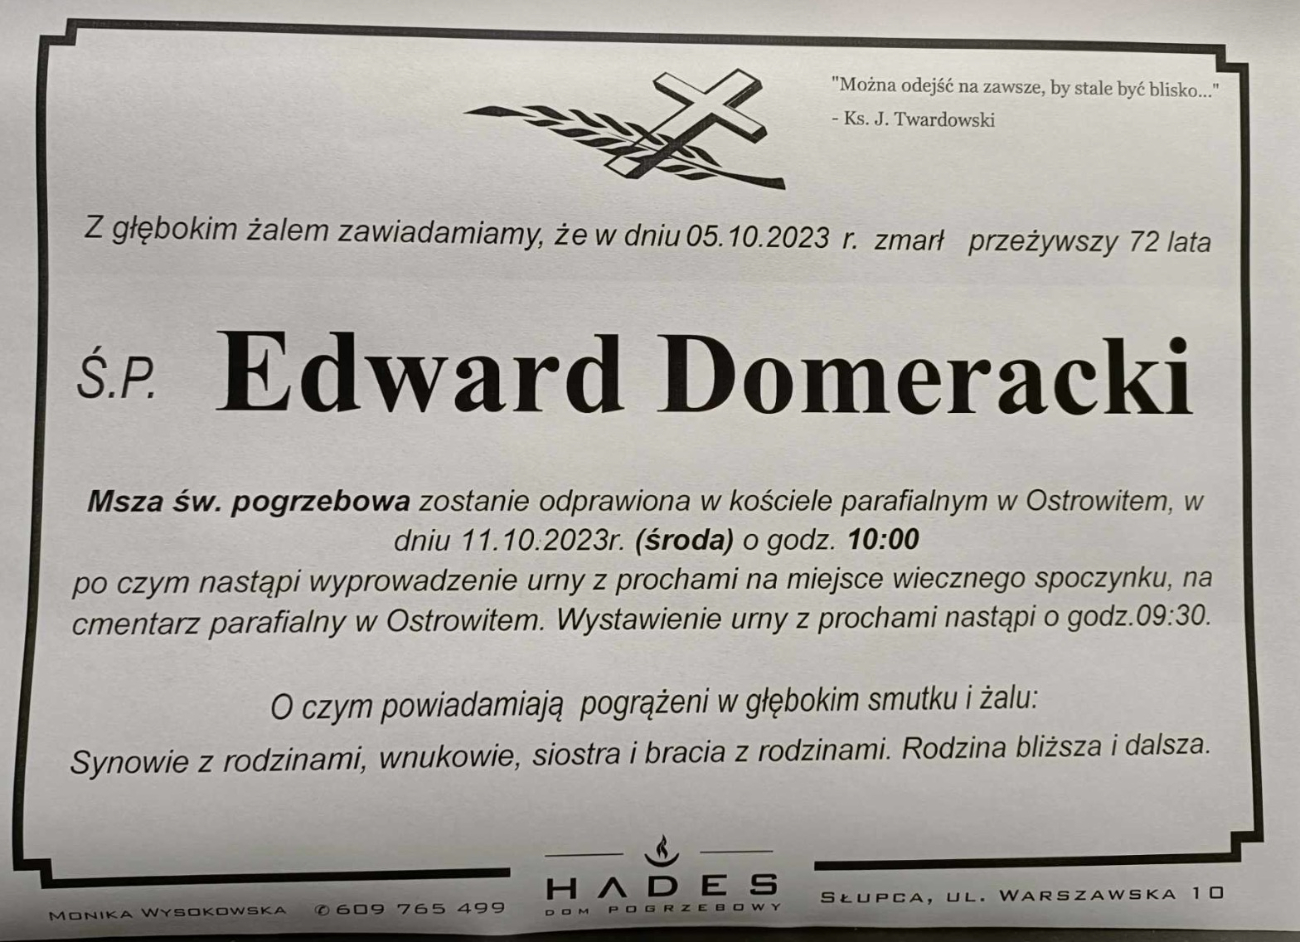 "Można odejść na zawsze, by stale być blisko..."
- Ks. J. Twardowski
Z głębokim żalem zawiadamiamy, że w dniu 05.10.2023 r. zmarł przeżywszy 72 lata
Ś.P. Edward Domeracki
Msza św. pogrzebowa zostanie odprawiona w kościele parafialnym w Ostrowitem, w
dniu 11.10.2023r. (środa) o godz. 10:00
po czym nastąpi wyprowadzenie urny z prochami na miejsce wiecznego spoczynku, na
cmentarz parafialny w Ostrowitem. Wystawienie urny z prochami nastąpi o godz.09:30.
O czym powiadamiają pogrążeni w głębokim smutku i żalu:
Synowie z rodzinami, wnukowie, siostra i bracia z rodzinami. Rodzina bliższa i dalsza.
HADES
DOM POGRZEBOWY
MONIKA WYSOKOWSKA ✆ 609 765 499
SŁUPCA, UL. WARSZAWSKA 10